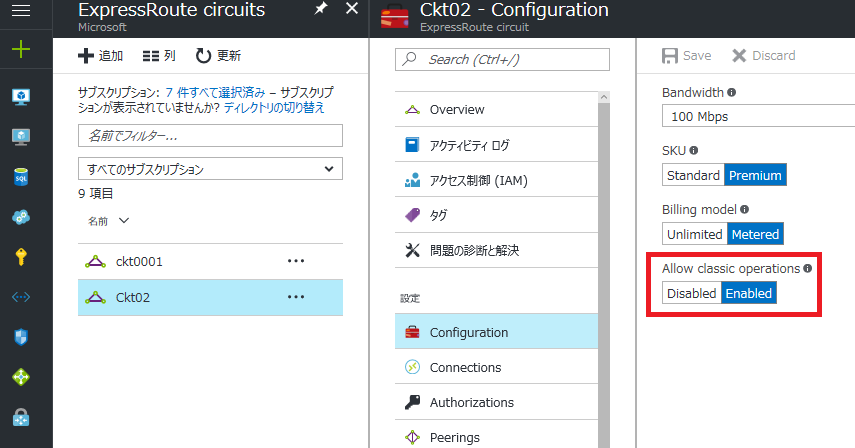 ExpressRoute circuits
Microsoft
追加
列
更新
サブスクリプション: 7 件すべて選択済み – サブスクリプ
ションが表示されていませんか? ディレクトリの切り替え
名前でフィルター...
すべてのサブスクリプション
9 項目
名前
ckt0001
Ckt02
Ckt02 - Configuration
ExpressRoute circuit
Search (Ctrl+/)
Overview
アクティビティ ログ
アクセス制御 (IAM)
タグ
問題の診断と解決
設定
Configuration
Connections
Authorizations
Peerings
Save Discard
Bandwidth
100 Mbps
SKU
Standard Premium
Billing model
Unlimited Metered
Allow classic operations
Disabled Enabled
SQL